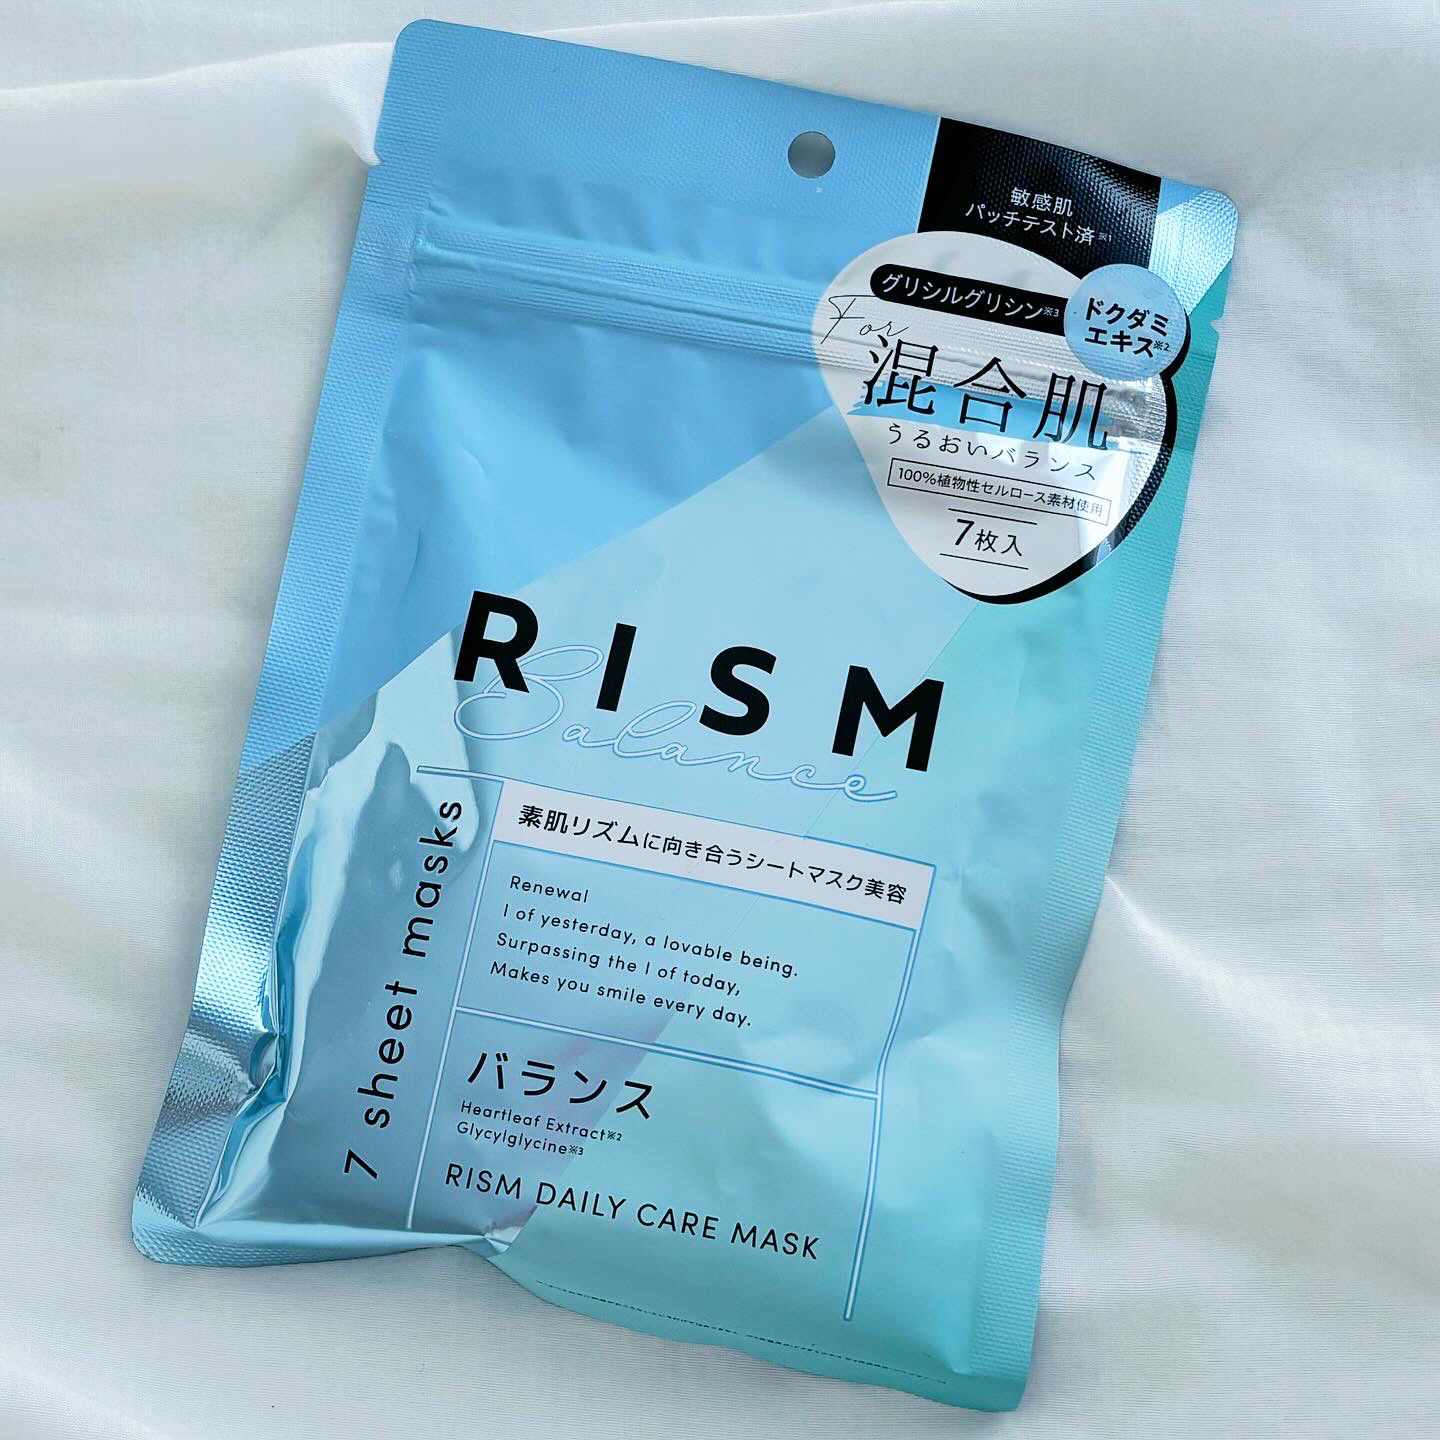 敏感肌
パッチテスト済※1
グリシルグリシン※3
ドクダミ
エキス※2
For
混合肌
うるおいバランス
100%植物性セルロース素材使用
7枚入
RISM
Balance
7 sheet masks
素肌リズムに向き合うシートマスク美容
Renewal
I of yesterday, a lovable being.
Surpassing the I of today,
Makes you smile every day.
バランス
Heartleaf Extract※2
Glycylglycine※3
RISM DAILY CARE MASK